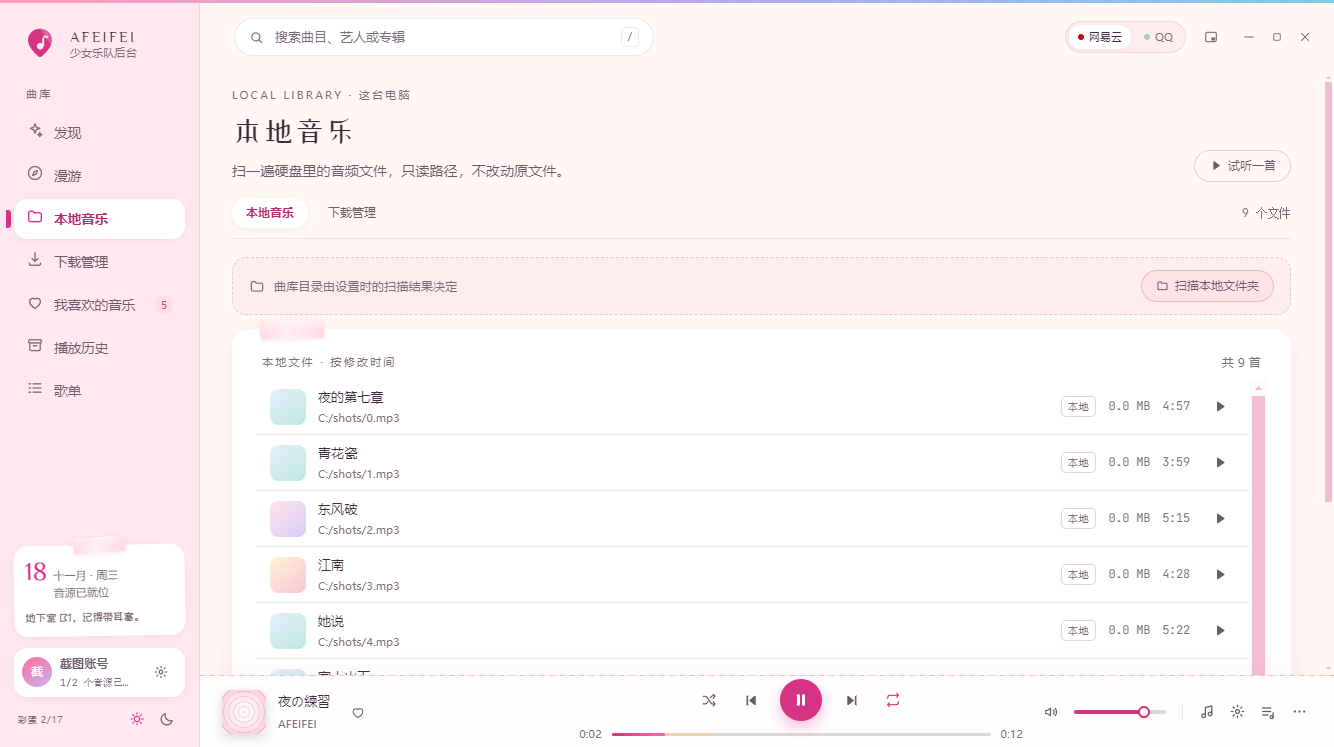 AFEIFEI
少女乐队后台
曲库
发现
漫游
本地音乐
下载管理
我喜欢的音乐 5
播放历史
歌单
18 十一月 · 周三
音源已就位
地下室 B1，记得带耳塞。
截 截图账号
1/2 个音源已…
彩蛋 2/17
搜索曲目、艺人或专辑 /
网易云 QQ
LOCAL LIBRARY · 这台电脑
本地音乐
扫一遍硬盘里的音频文件，只读路径，不改动原文件。
试听一首
本地音乐 下载管理 9 个文件
曲库目录由设置时的扫描结果决定 扫描本地文件夹
本地文件 · 按修改时间 共 9 首
夜的第七章
C:/shots/0.mp3
本地 0.0 MB 4:57
青花瓷
C:/shots/1.mp3
本地 0.0 MB 3:59
东风破
C:/shots/2.mp3
本地 0.0 MB 5:15
江南
C:/shots/3.mp3
本地 0.0 MB 4:28
她说
C:/shots/4.mp3
本地 0.0 MB 5:22
夜の練習
AFEIFEI
0:02 0:12